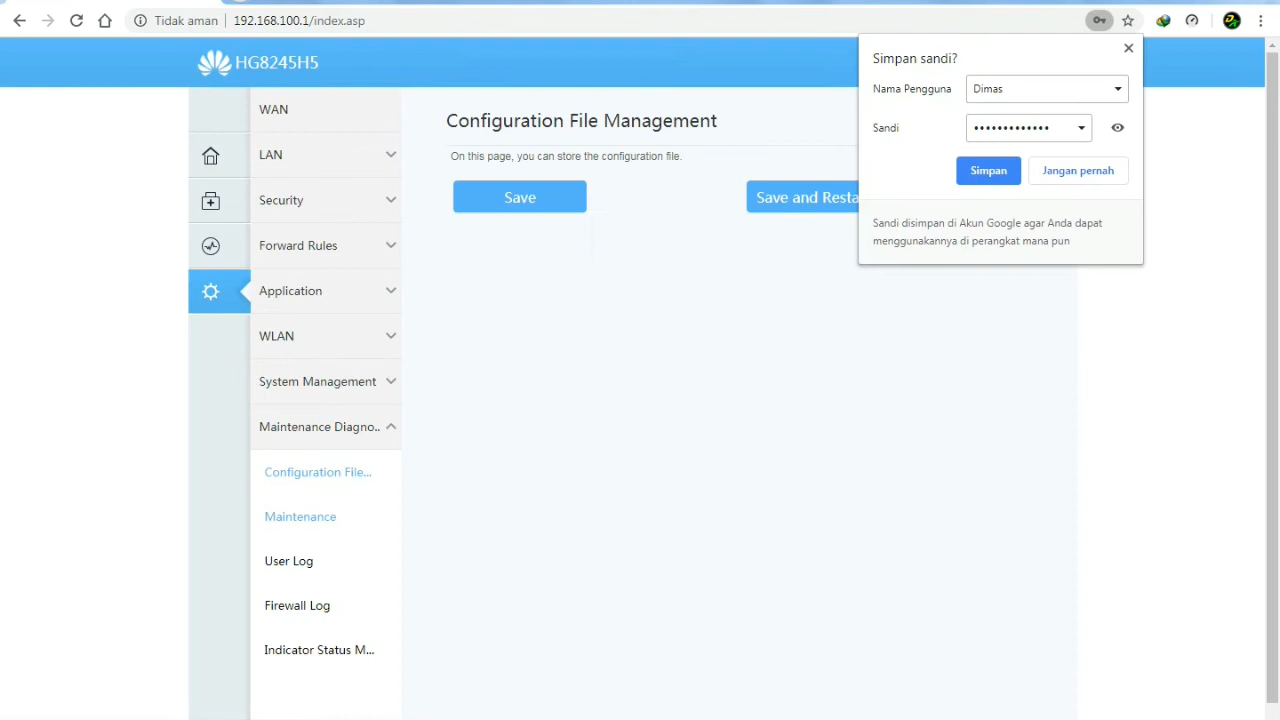 Tidak aman
192.168.100.1/index.asp
HG8245H5
WAN
LAN
Security
Forward Rules
Application
WLAN
System Management
Maintenance Diagno..
Configuration File...
Maintenance
User Log
Firewall Log
Indicator Status M...
Configuration File Management
On this page, you can store the configuration file.
Save
Save and Resta
Simpan sandi?
Nama Pengguna
Dimas
Sandi
•••••••••••••
Simpan
Jangan pernah
Sandi disimpan di Akun Google agar Anda dapat
menggunakannya di perangkat mana pun